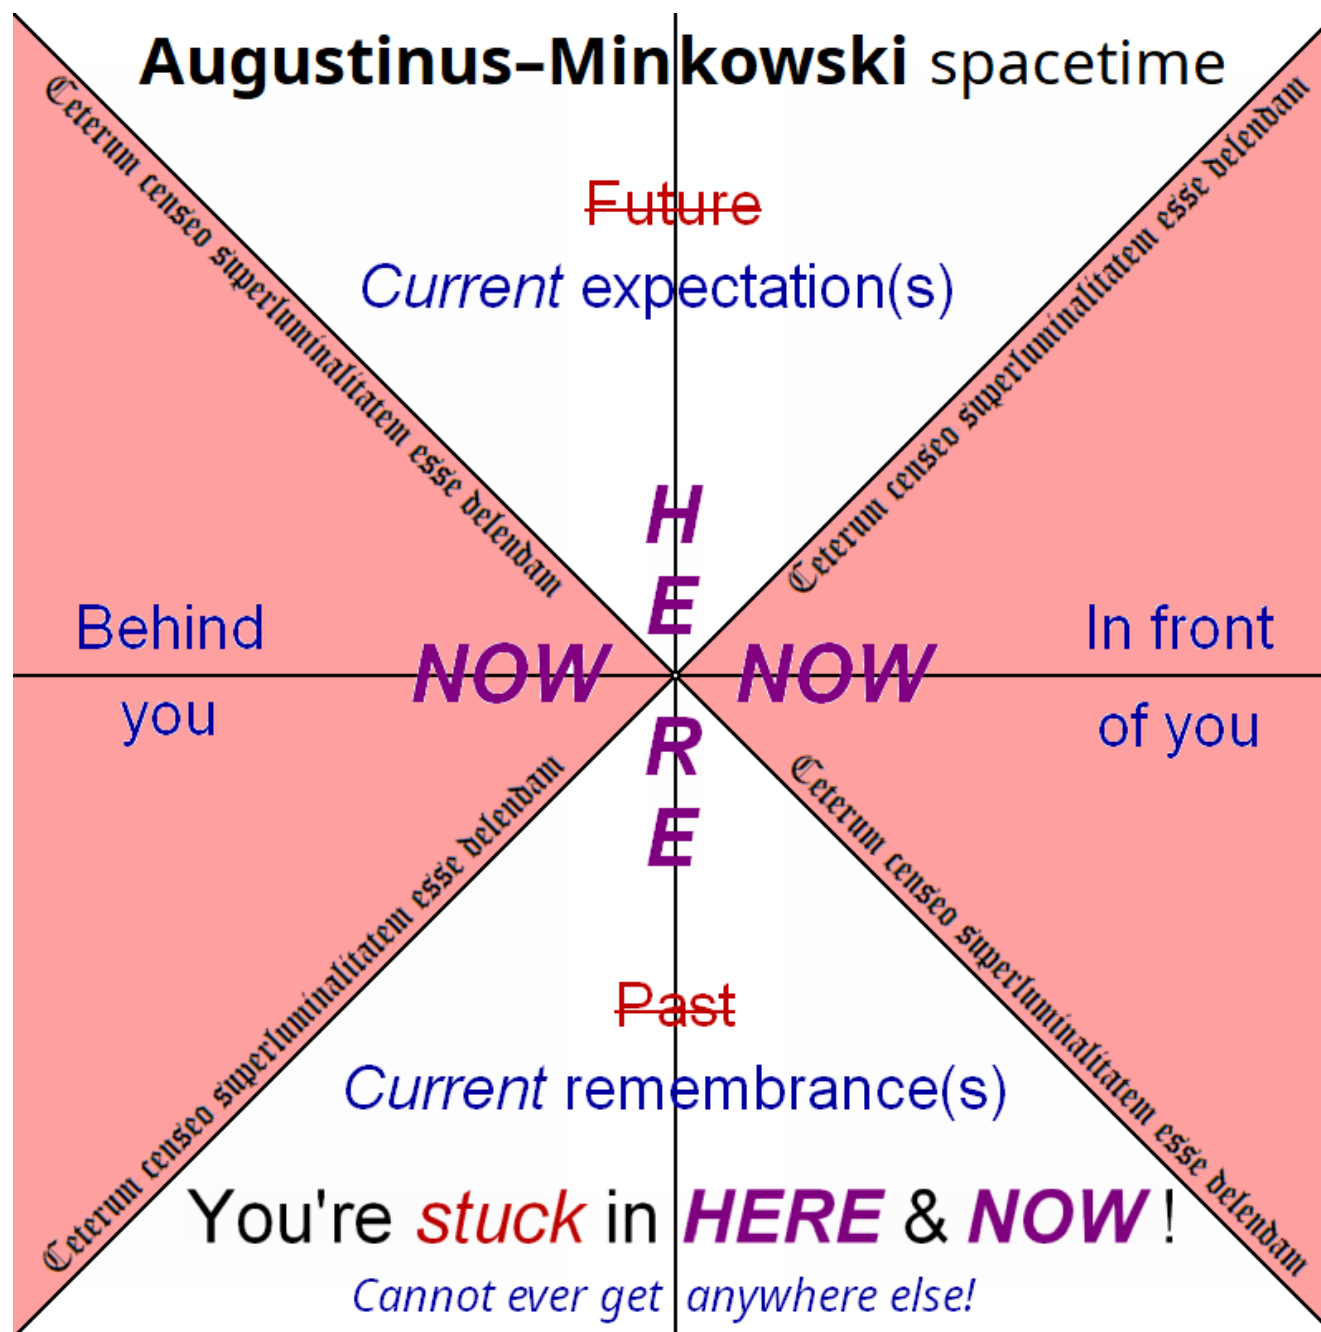 Augustinus–Minkowski spacetime
Ceterum censeo superluminalitatem esse delendam
Ceterum censeo superluminalitatem esse delendam
Future
Current expectation(s)
HERE
Behind
you
NOW
NOW
In front
of you
Ceterum censeo superluminalitatem esse delendam
Ceterum censeo superluminalitatem esse delendam
Past
Current remembrance(s)
You're stuck in HERE & NOW !
Cannot ever get anywhere else!